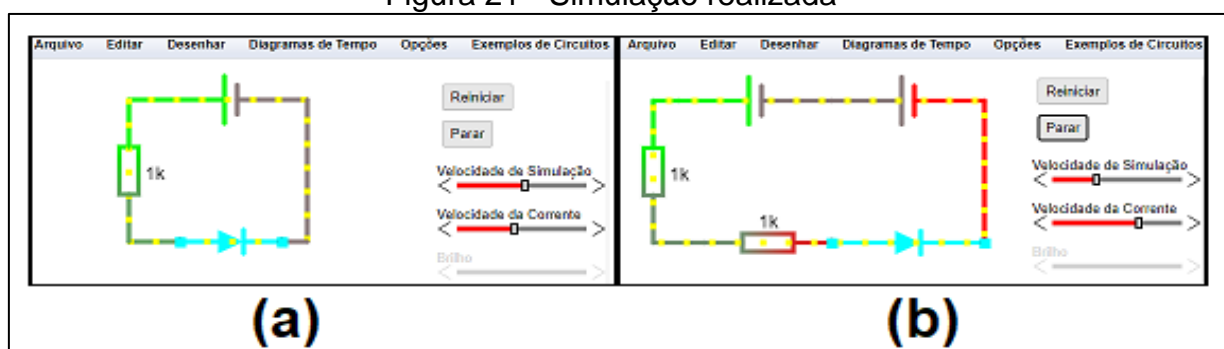 Figura 21 - Simulação realizada
Arquivo Editar Desenhar Diagramas de Tempo Opções Exemplos de Circuitos
Reiniciar
Parar
Velocidade de Simulação
1k
Velocidade da Corrente
Brilho
(a)
Arquivo Editar Desenhar Diagramas de Tempo Opções Exemplos de Circuitos
Reiniciar
Parar
Velocidade de Simulação
1k
Velocidade da Corrente
1k
Brilho
(b)